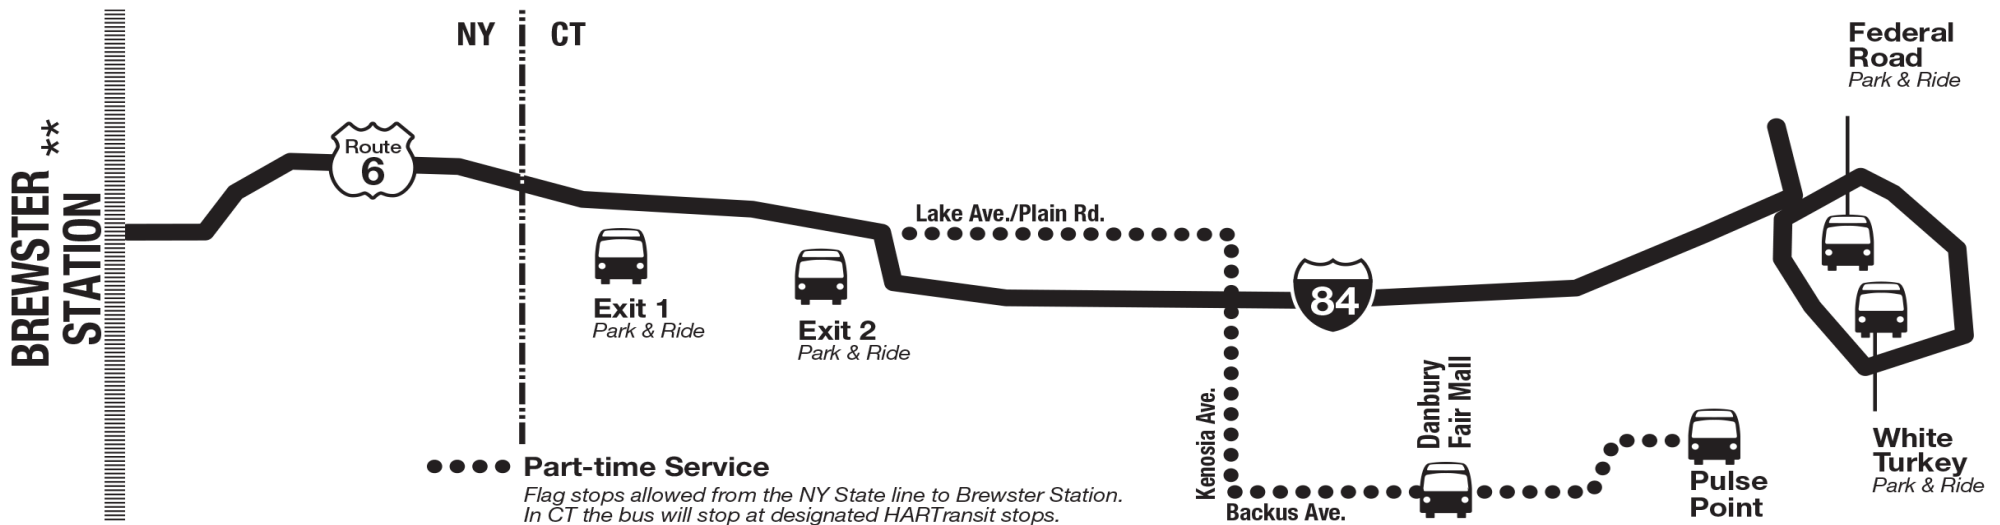 BREWSTER **
STATION
NY
CT
Route
6
Exit 1
Park & Ride
Exit 2
Park & Ride
Lake Ave./Plain Rd.
84
Kenosia Ave.
Backus Ave.
Danbury
Fair Mall
Pulse
Point
Federal
Road
Park & Ride
White
Turkey
Park & Ride
Part-time Service
Flag stops allowed from the NY State line to Brewster Station.
In CT the bus will stop at designated HARTransit stops.